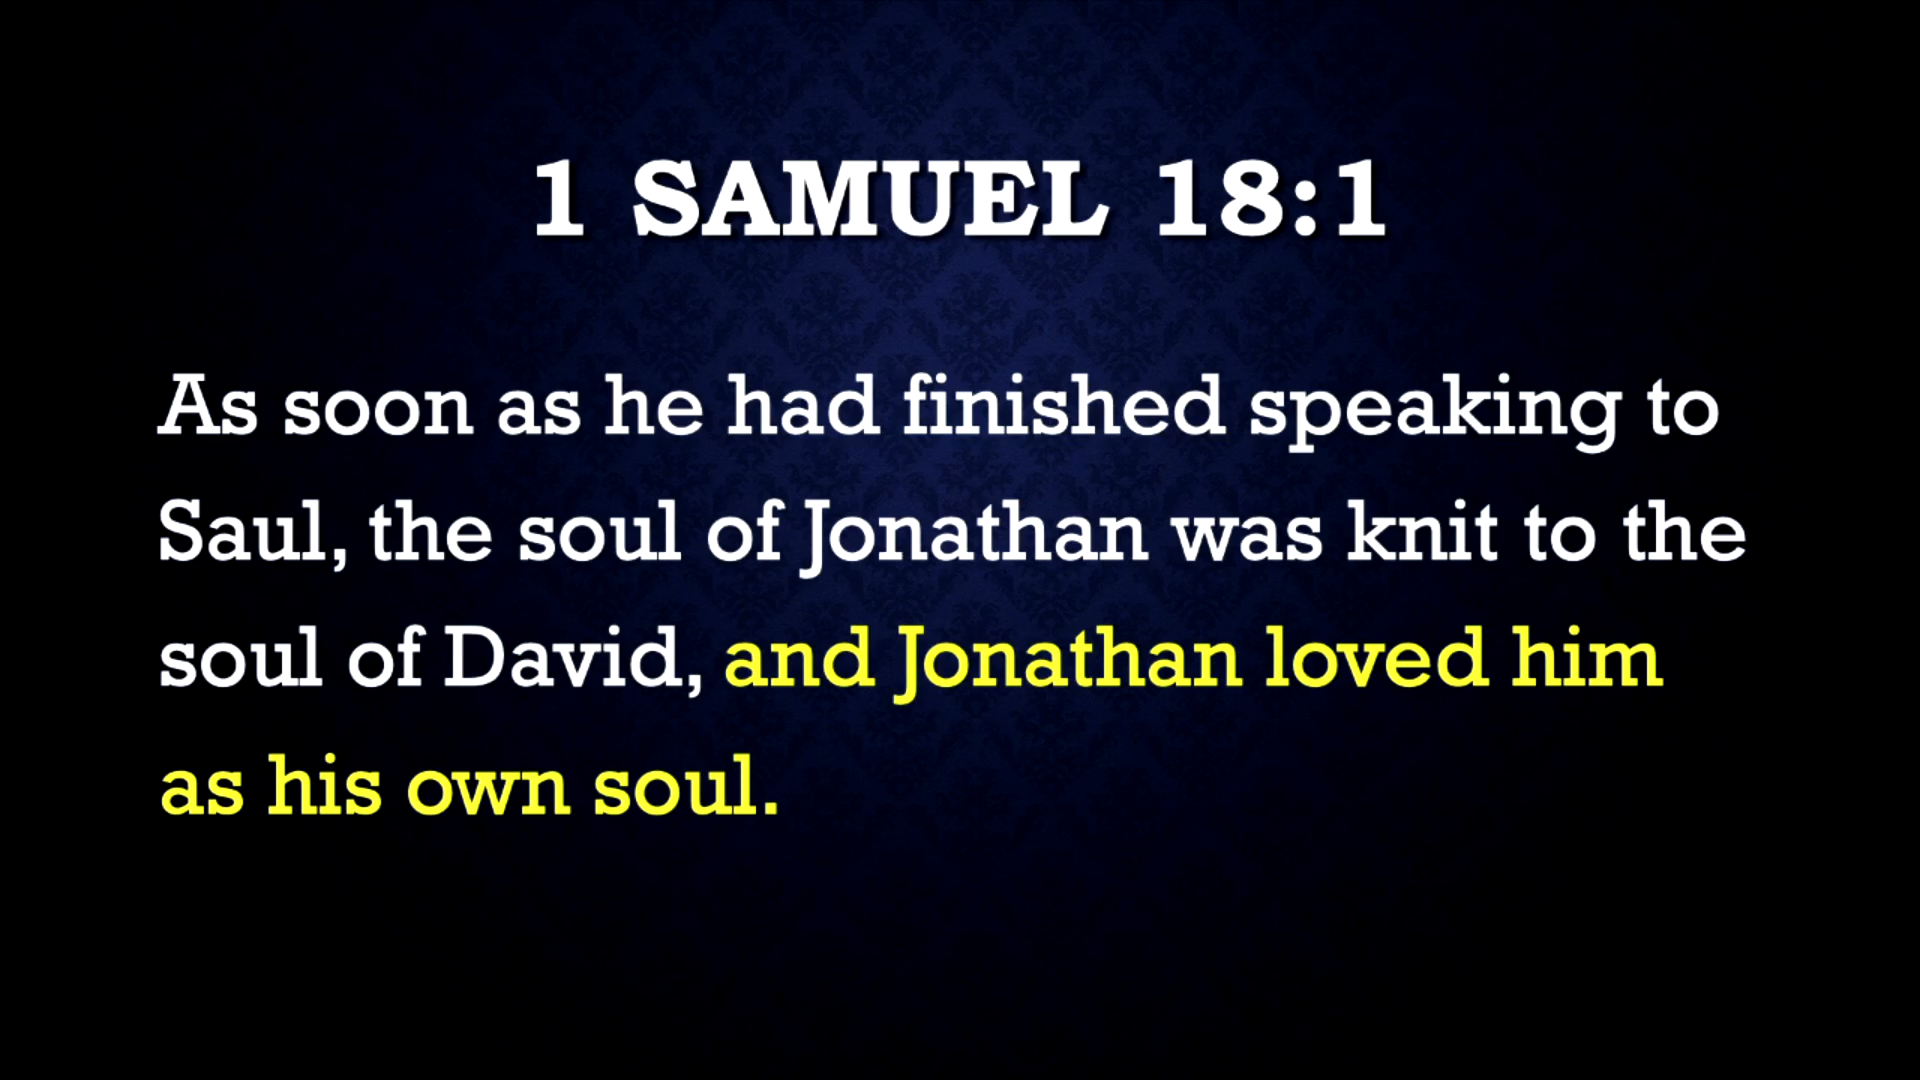 1 SAMUEL 18:1
As soon as he had finished speaking to
Saul, the soul of Jonathan was knit to the
soul of David, and Jonathan loved him
as his own soul.